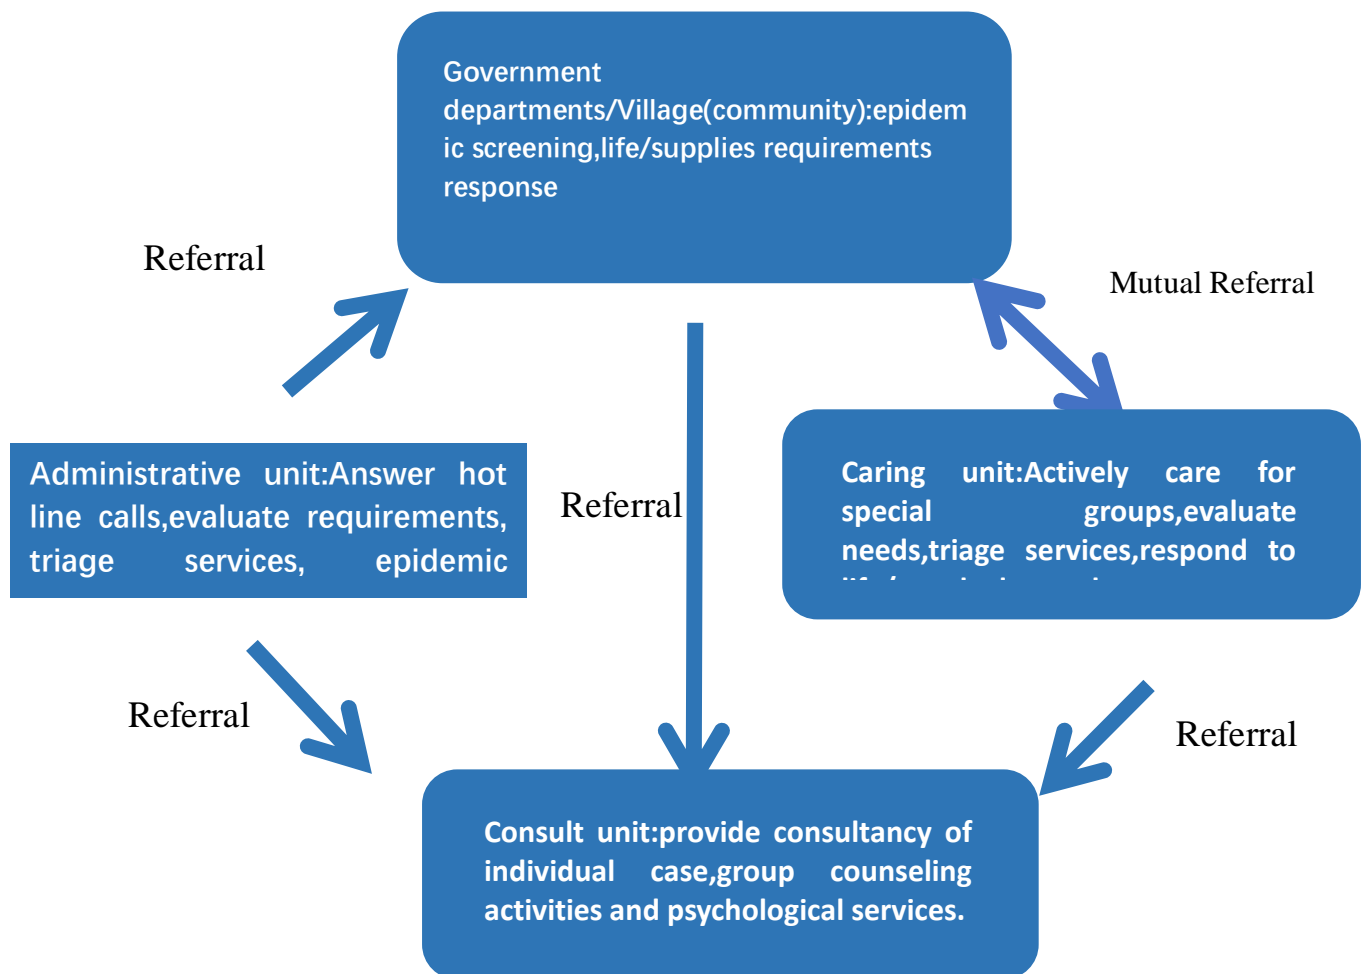 Government
departments/Village(community):epidem
ic screening,life/supplies requirements
response
Referral
Mutual Referral
Administrative unit:Answer hot
line calls,evaluate requirements,
triage services, epidemic
Referral
Caring unit:Actively care for
special groups,evaluate
needs,triage services,respond to
Referral
Referral
Consult unit:provide consultancy of
individual case,group counseling
activities and psychological services.